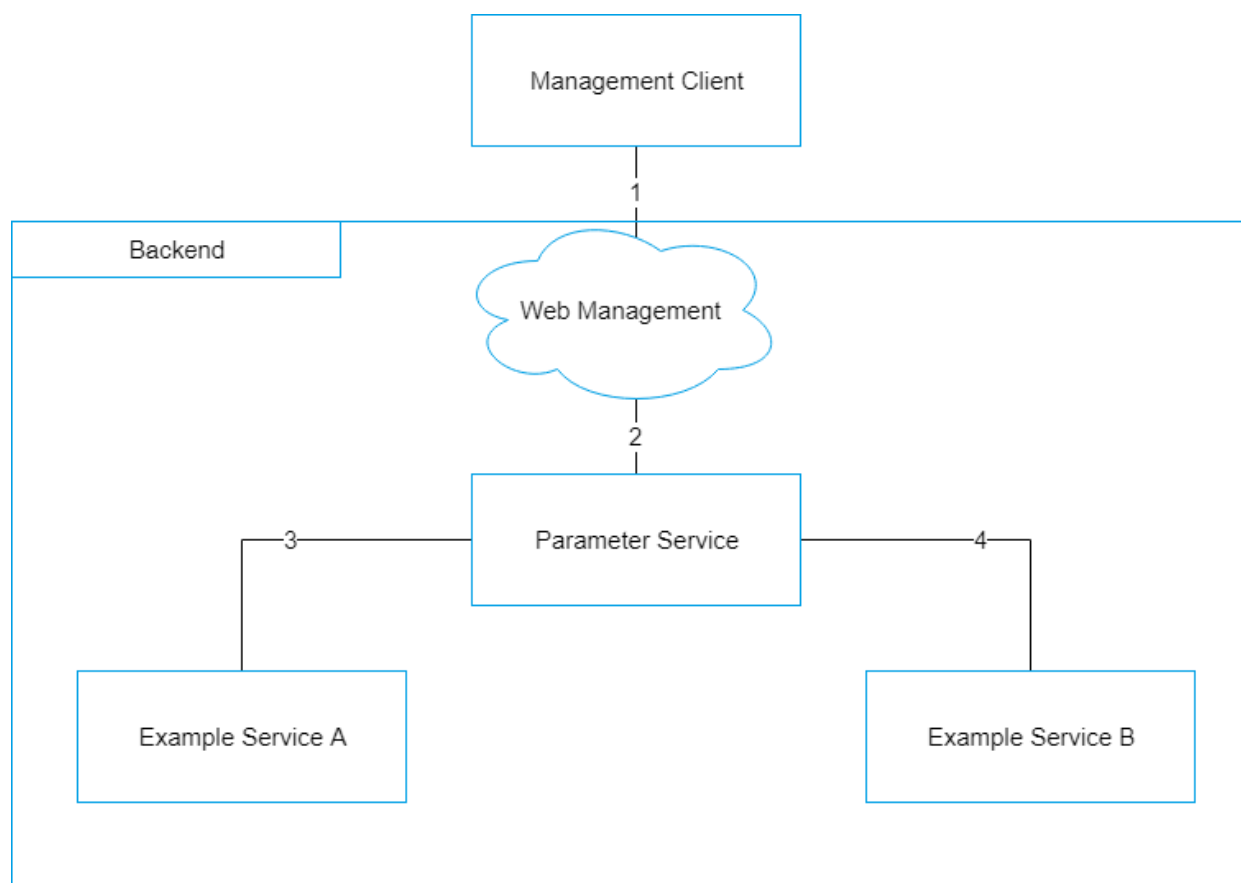 Management Client
1
Backend
Web Management
2
Parameter Service
3
4
Example Service A
Example Service B